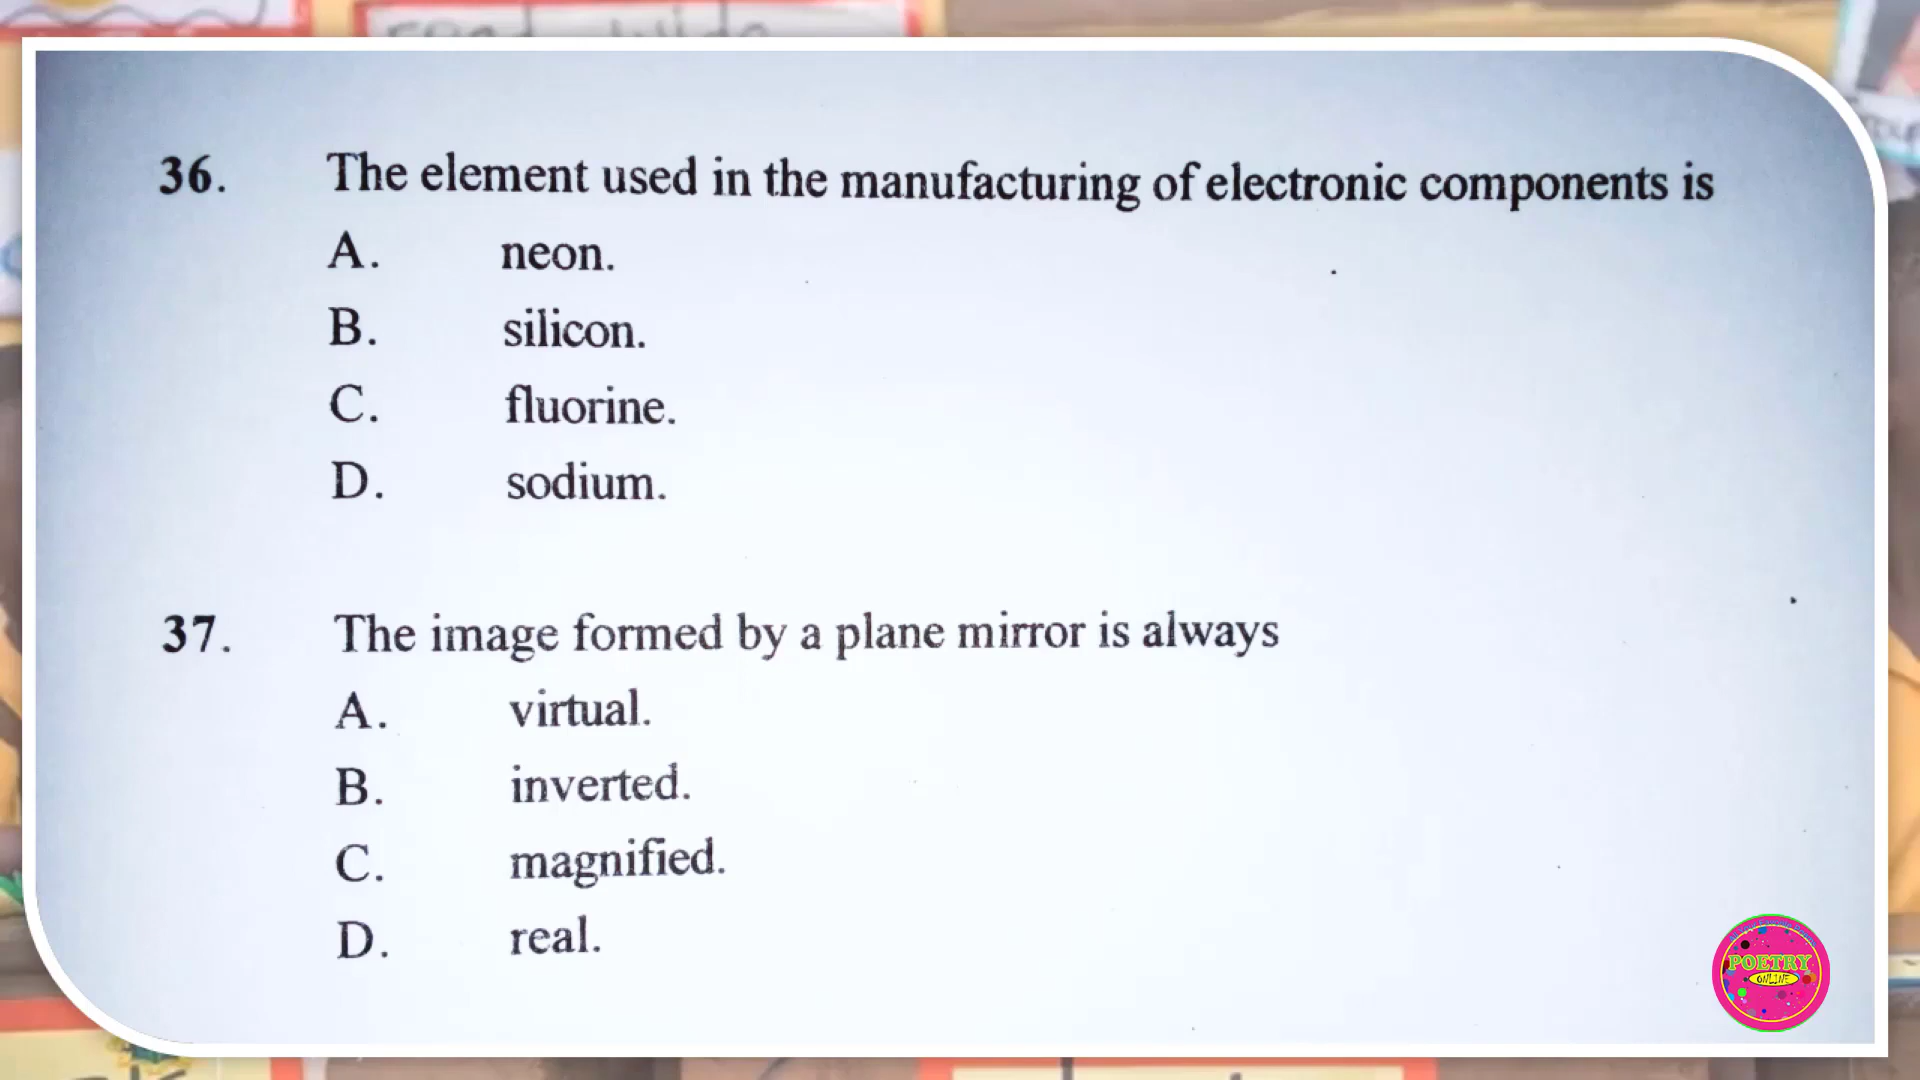 36. The element used in the manufacturing of electronic components is
A. neon.
B. silicon.
C. fluorine.
D. sodium.
37. The image formed by a plane mirror is always
A. virtual.
B. inverted.
C. magnified.
D. real.
POETRY
ONLINE